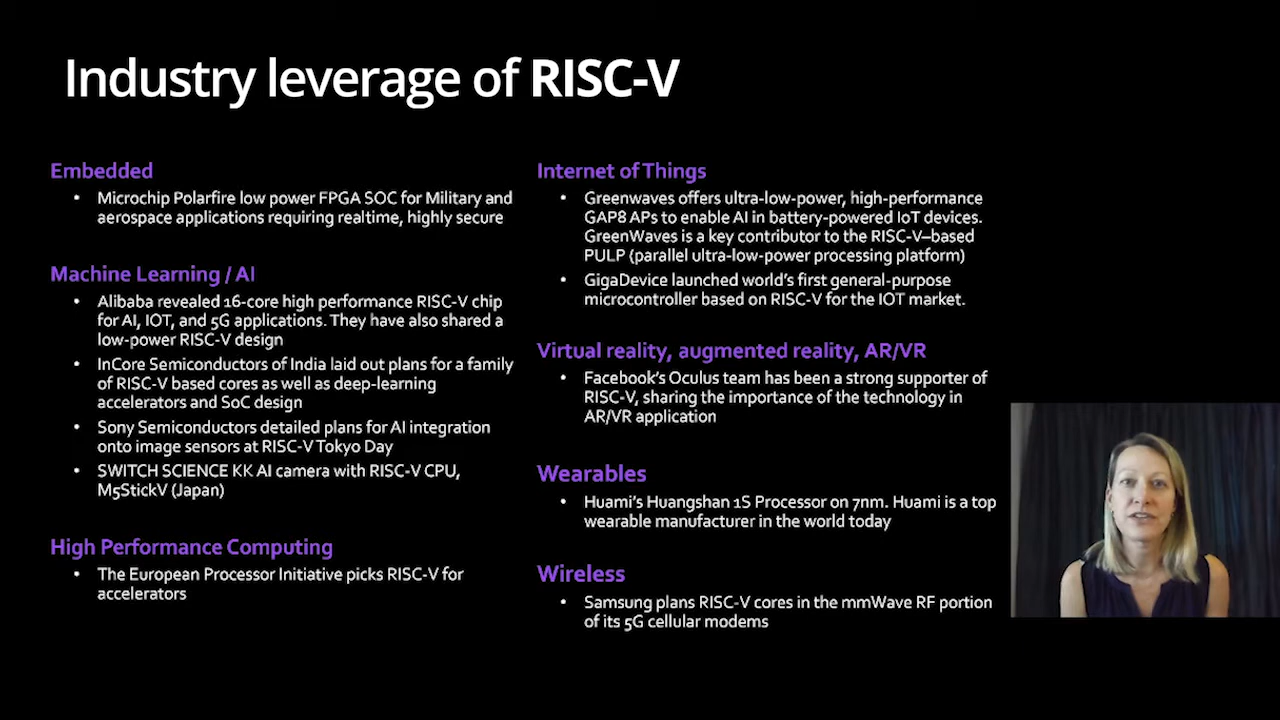 Industry leverage of RISC-V
Embedded
• Microchip Polarfire low power FPGA SOC for Military and
aerospace applications requiring realtime, highly secure
Machine Learning / AI
• Alibaba revealed 16-core high performance RISC-V chip
for AI, IOT, and 5G applications. They have also shared a
low-power RISC-V design
• InCore Semiconductors of India laid out plans for a family
of RISC-V based cores as well as deep-learning
accelerators and SoC design
• Sony Semiconductors detailed plans for AI integration
onto image sensors at RISC-V Tokyo Day
• SWITCH SCIENCE KK AI camera with RISC-V CPU,
M5StickV (Japan)
High Performance Computing
• The European Processor Initiative picks RISC-V for
accelerators
Internet of Things
• Greenwaves offers ultra-low-power, high-performance
GAP8 APs to enable AI in battery-powered IoT devices.
GreenWaves is a key contributor to the RISC-V–based
PULP (parallel ultra-low-power processing platform)
• GigaDevice launched world's first general-purpose
microcontroller based on RISC-V for the IOT market.
Virtual reality, augmented reality, AR/VR
• Facebook's Oculus team has been a strong supporter of
RISC-V, sharing the importance of the technology in
AR/VR application
Wearables
• Huami's Huangshan 1S Processor on 7nm. Huami is a top
wearable manufacturer in the world today
Wireless
• Samsung plans RISC-V cores in the mmWave RF portion
of its 5G cellular modems